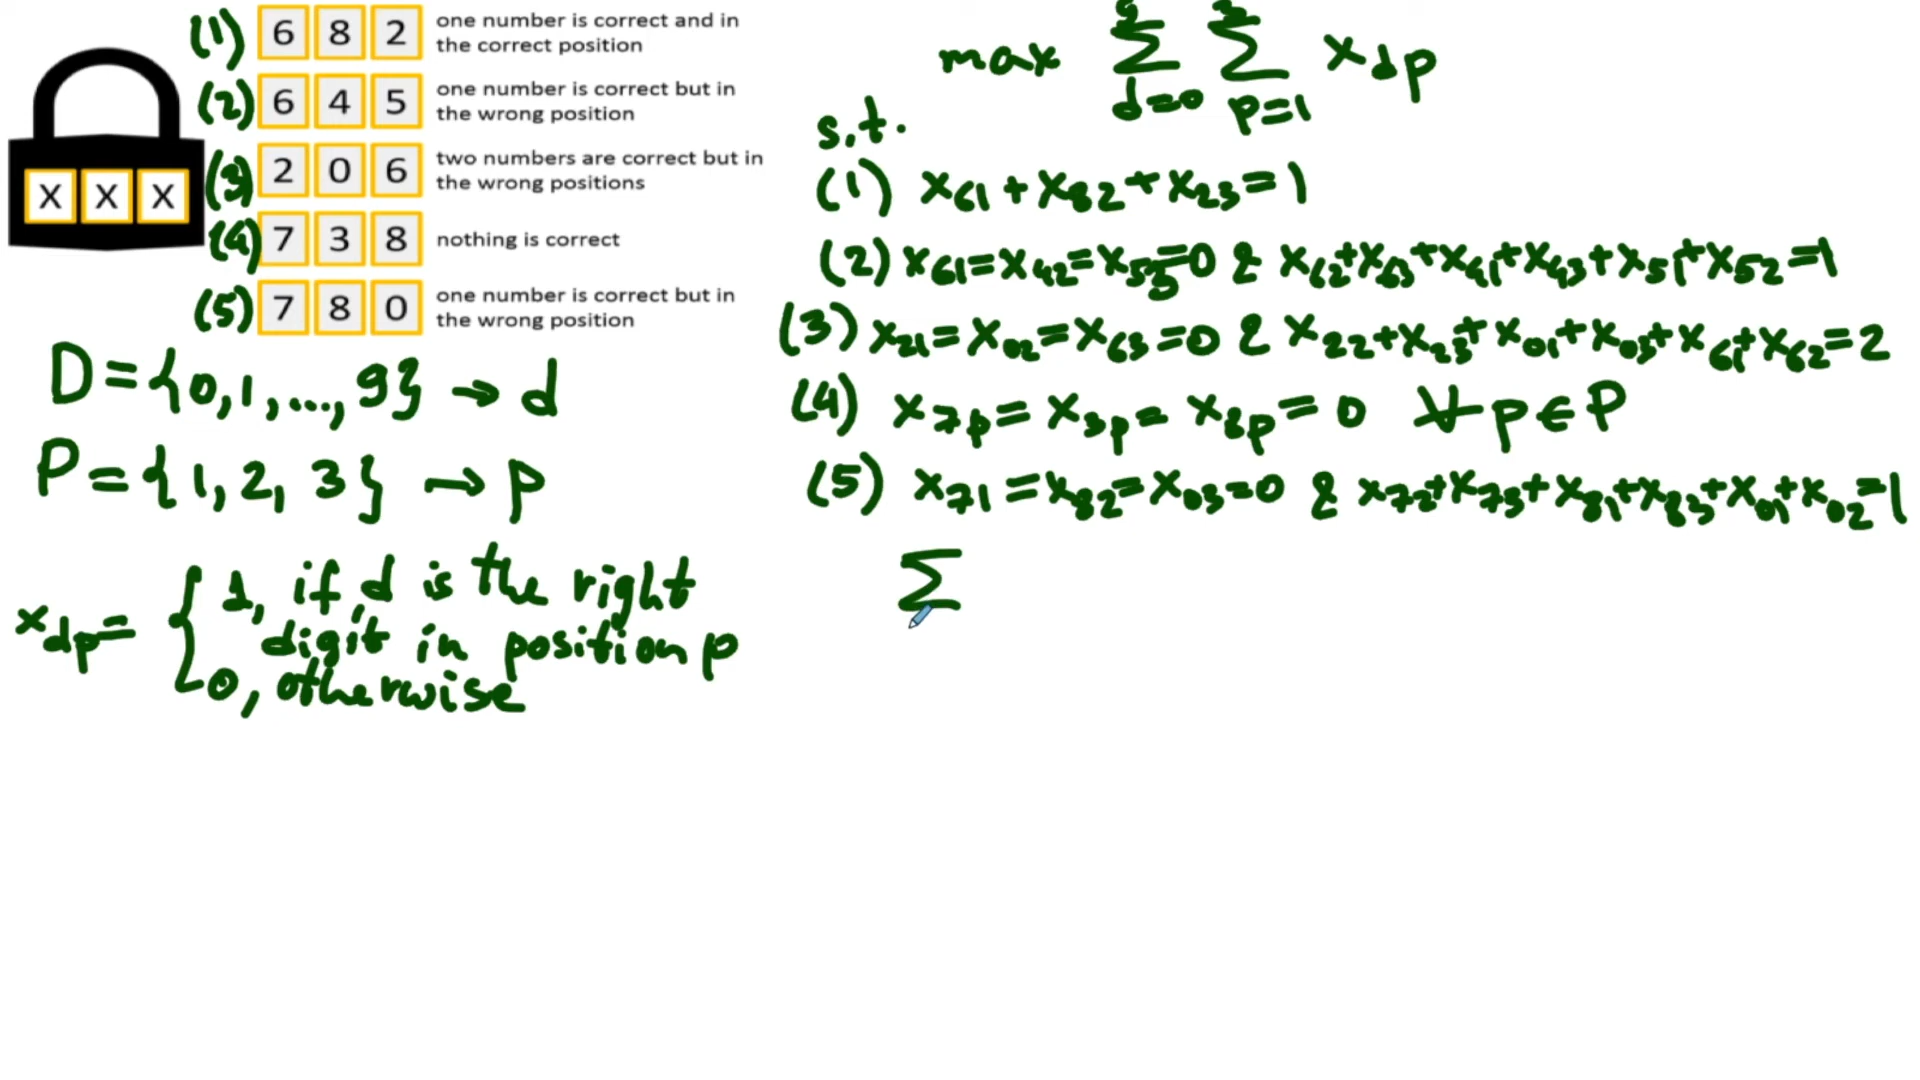 (1) 6 8 2 one number is correct and in
the correct position
(2) 6 4 5 one number is correct but in
the wrong position
(3) 2 0 6 two numbers are correct but in
the wrong positions
X X X
(4) 7 3 8 nothing is correct
(5) 7 8 0 one number is correct but in
the wrong position
D = {0, 1, ..., 9} → d
P = {1, 2, 3} → p
x_dp = { 1, if d is the right
digit in position p
0, otherwise
max Σ_{d=0}^{9} Σ_{p=1}^{3} x_dp
s.t.
(1) x_61 + x_82 + x_23 = 1
(2) x_61 = x_42 = x_55 = 0 & x_62 + x_63 + x_41 + x_43 + x_51 + x_52 = 1
(3) x_21 = x_02 = x_63 = 0 & x_22 + x_23 + x_01 + x_03 + x_61 + x_62 = 2
(4) x_7p = x_3p = x_8p = 0 ∀ p ∈ P
(5) x_71 = x_82 = x_03 = 0 & x_72 + x_73 + x_81 + x_83 + x_01 + x_02 = 1
Σ